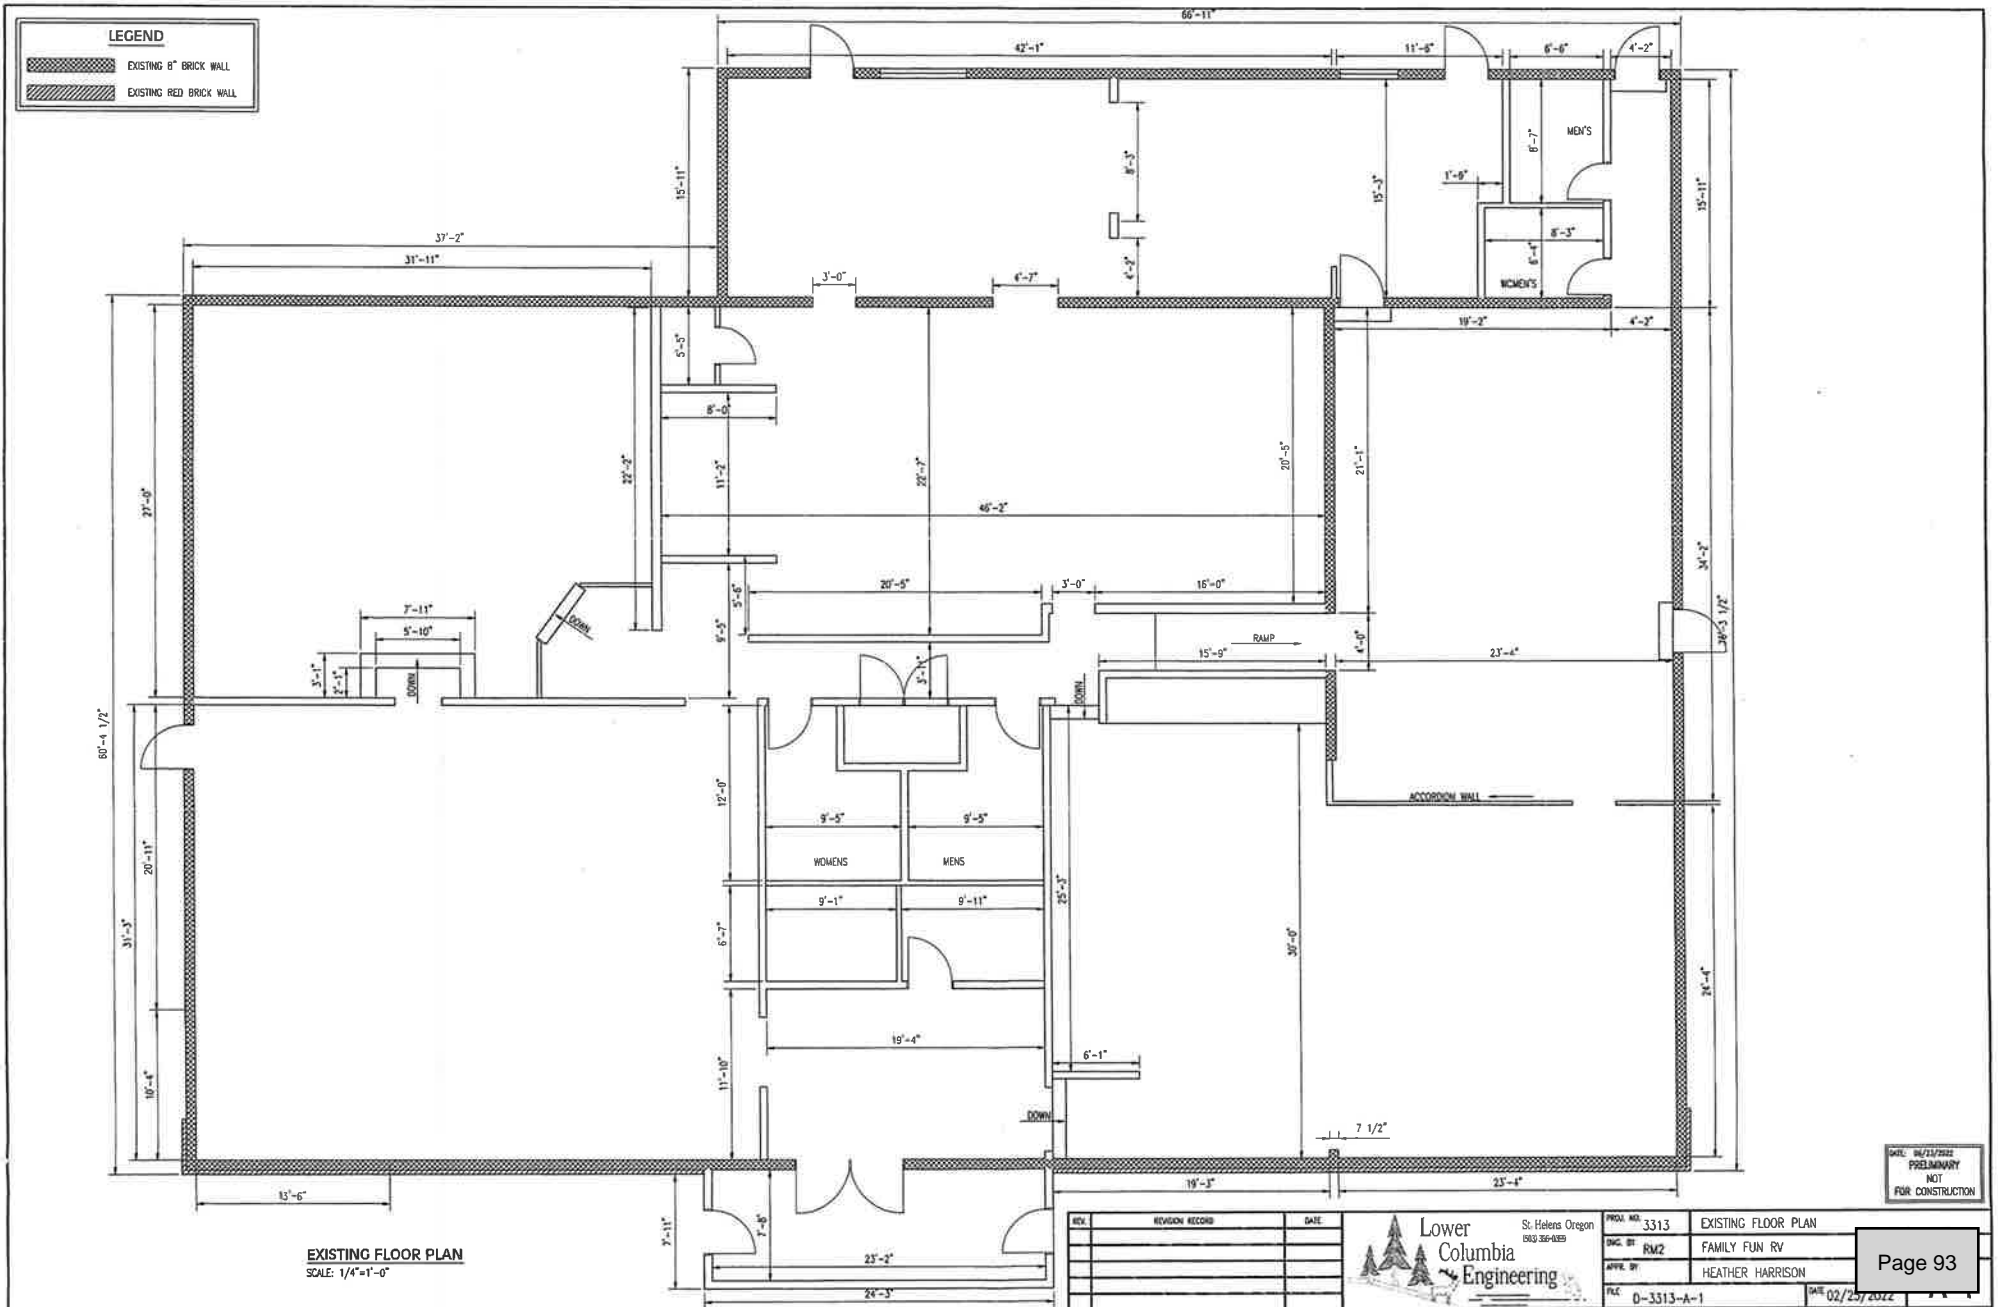 LEGEND
EXISTING 8" BRICK WALL
EXISTING RED BRICK WALL
66'-11"
42'-1"
11'-6"
6'-6"
4'-2"
15'-11"
8'-3"
4'-2"
15'-3"
8'-7"
MEN'S
1'-6"
8'-3"
6'-4"
WOMEN'S
15'-11"
37'-2"
31'-11"
3'-0"
4'-7"
19'-2"
4'-2"
27'-0"
22'-2"
5'-5"
8'-0"
11'-2"
22'-7"
46'-2"
20'-5"
21'-1"
34'-2"
60'-4 1/2"
7'-11"
5'-10"
3'-1"
2'-1"
DOWN
DOWN
5'-6"
9'-5"
20'-5"
3'-0"
16'-0"
RAMP
15'-9"
4'-0"
23'-4"
DOWN
ACCORDION WALL
31'-3"
20'-11"
10'-4"
12'-0"
9'-5"
9'-5"
WOMENS
MENS
9'-1"
9'-11"
6'-7"
25'-3"
30'-0"
24'-4"
19'-4"
11'-10"
6'-1"
DOWN
7 1/2"
13'-6"
7'-11"
7'-8"
23'-2"
24'-3"
19'-3"
23'-4"
EXISTING FLOOR PLAN
SCALE: 1/4"=1'-0"
PRELIMINARY
NOT
FOR CONSTRUCTION
REV.
REVISION RECORD
DATE
Lower
Columbia
Engineering
St. Helens Oregon
PROJ. NO. 3313
EXISTING FLOOR PLAN
DWG. BY RM2
FAMILY FUN RV
APPR. BY
HEATHER HARRISON
FILE D-3313-A-1
DATE
Page 93